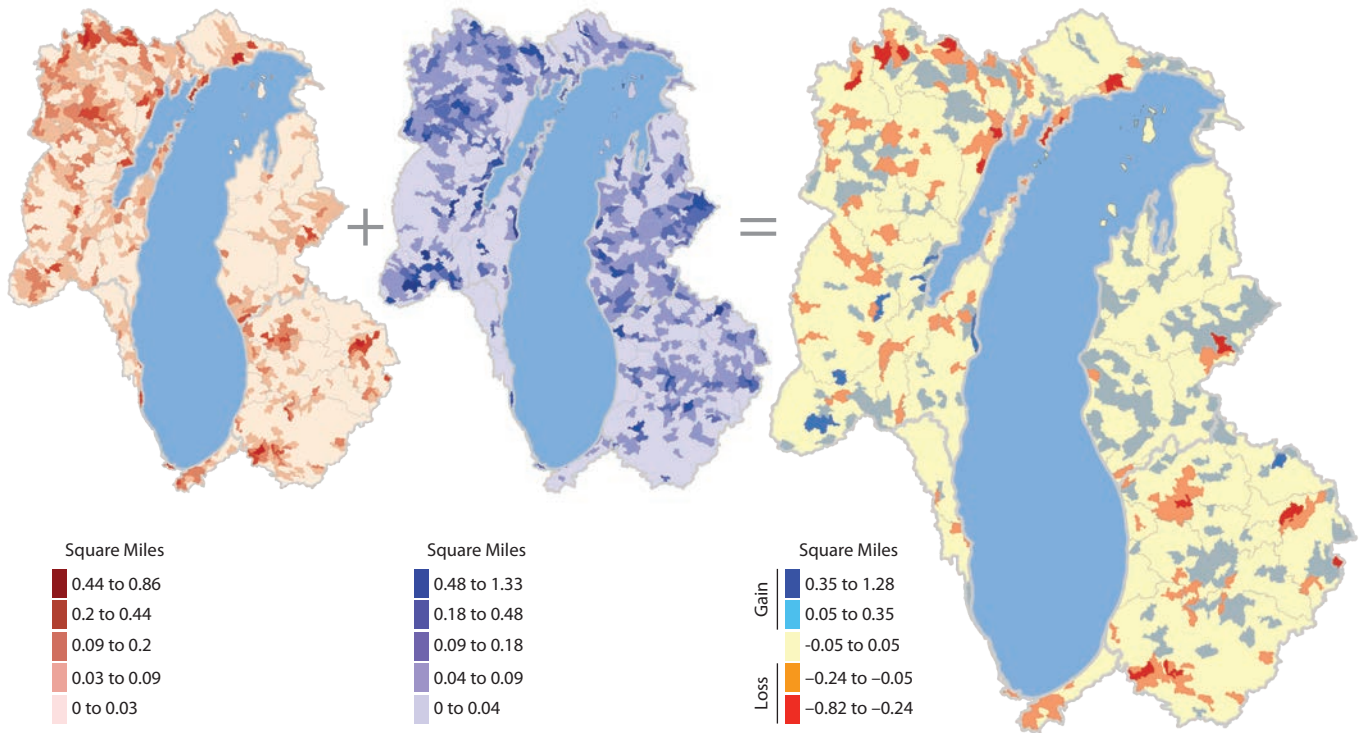 +
=
Square Miles
0.44 to 0.86
0.2 to 0.44
0.09 to 0.2
0.03 to 0.09
0 to 0.03
Square Miles
0.48 to 1.33
0.18 to 0.48
0.09 to 0.18
0.04 to 0.09
0 to 0.04
Square Miles
Gain
0.35 to 1.28
0.05 to 0.35
-0.05 to 0.05
Loss
–0.24 to –0.05
–0.82 to –0.24